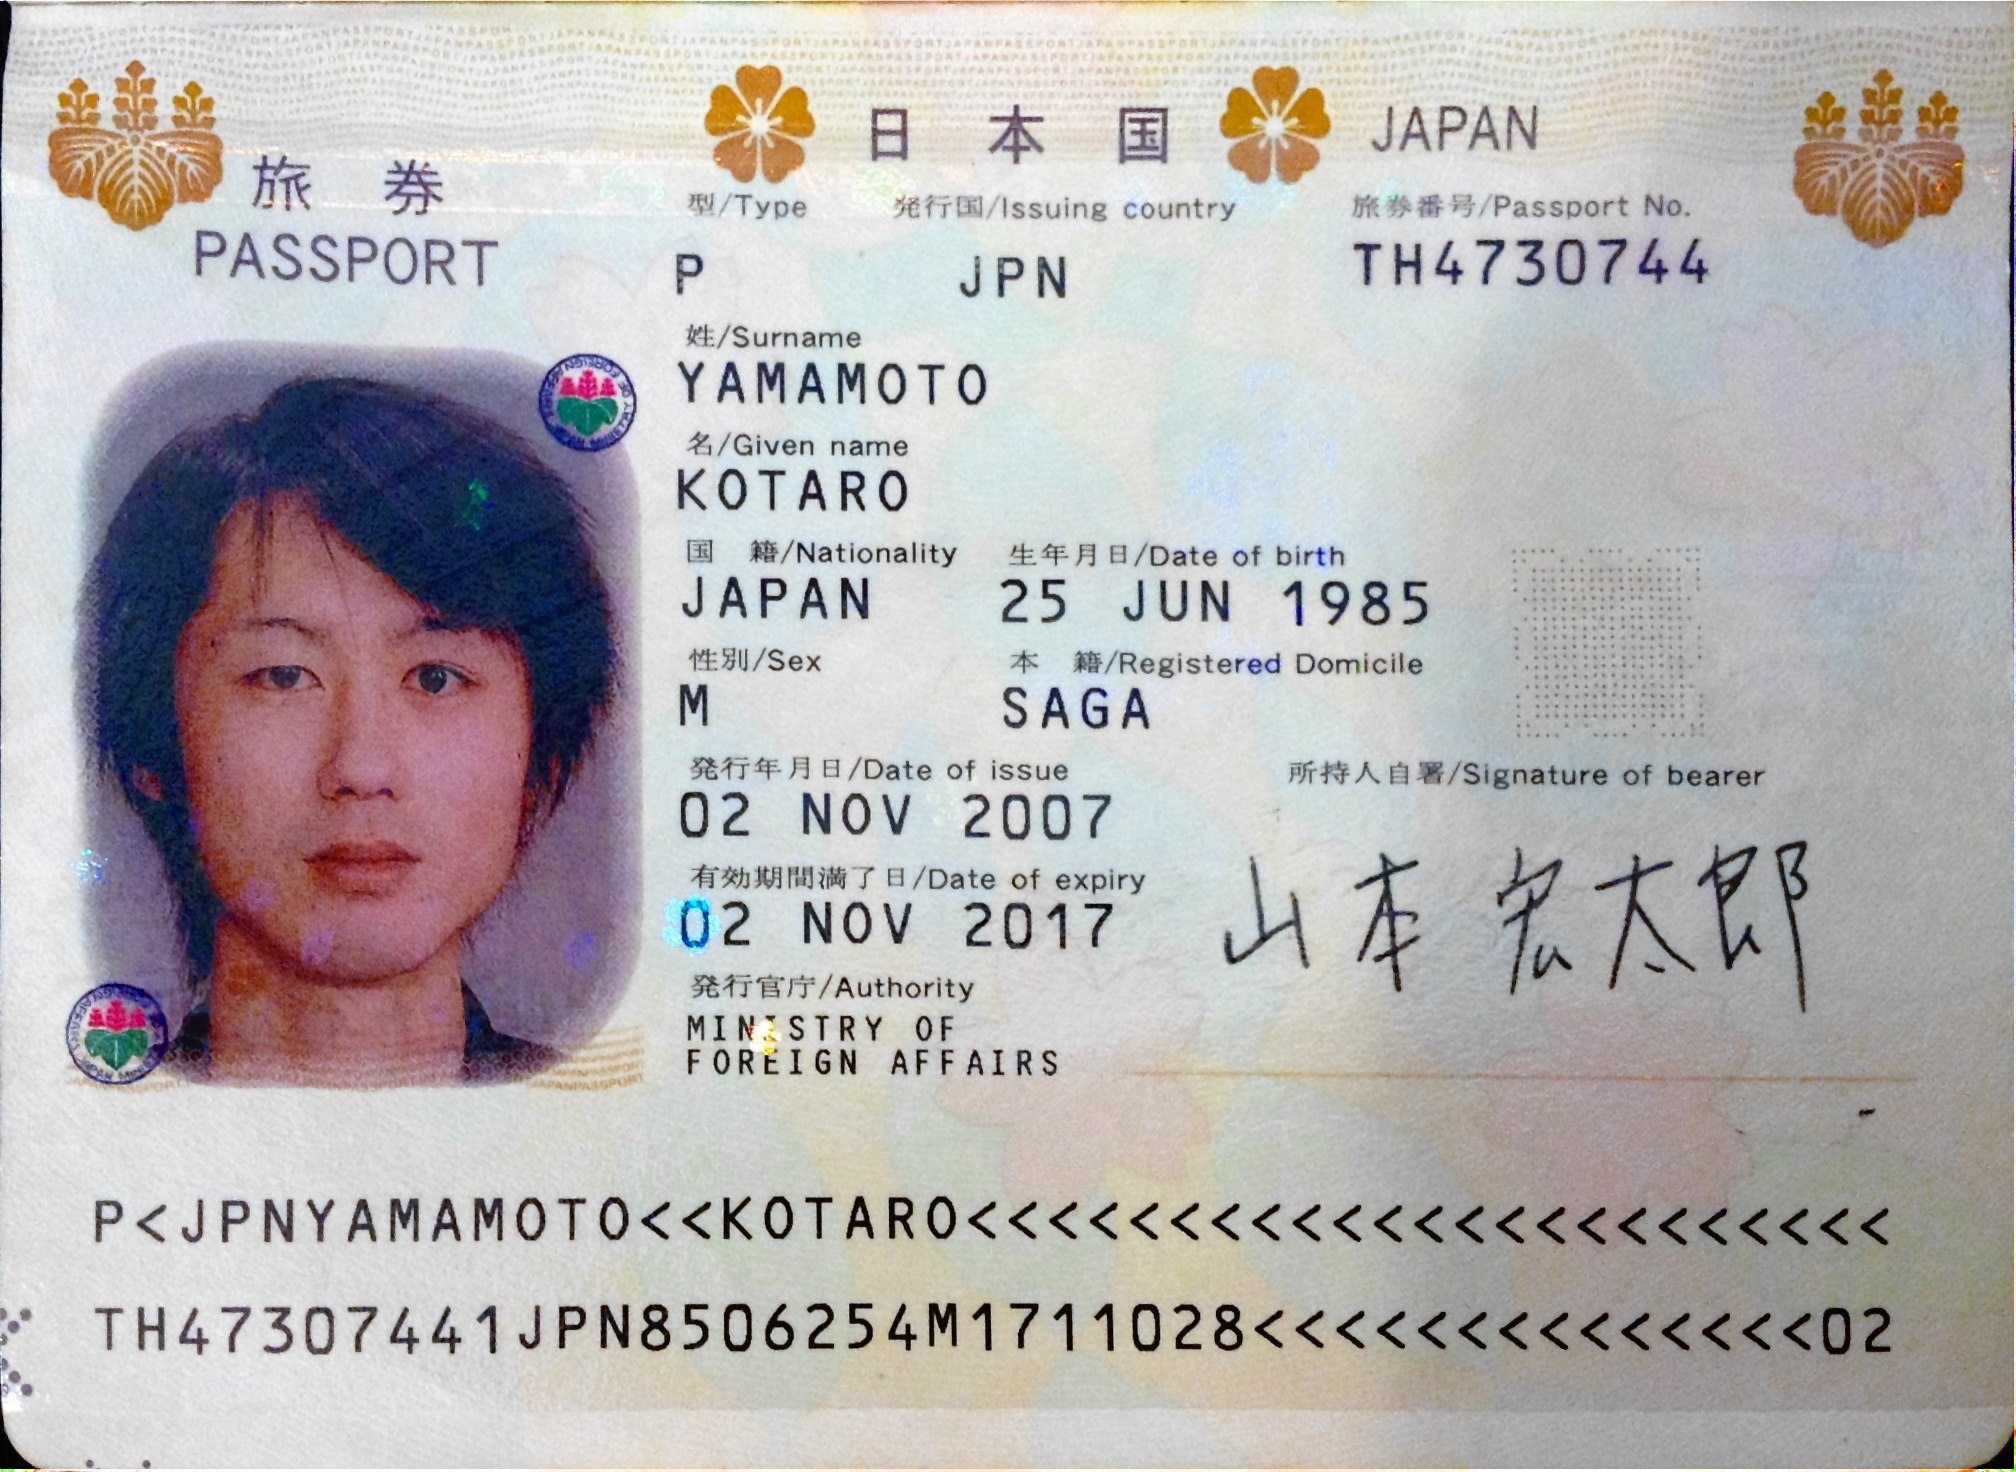 日本国 JAPAN
旅券
PASSPORT
型/Type 発行国/Issuing country 旅券番号/Passport No.
P JPN TH4730744
姓/Surname
YAMAMOTO
名/Given name
KOTARO
国 籍/Nationality 生年月日/Date of birth
JAPAN 25 JUN 1985
性別/Sex 本 籍/Registered Domicile
M SAGA
発行年月日/Date of issue 所持人自署/Signature of bearer
02 NOV 2007
有効期間満了日/Date of expiry
02 NOV 2017
山本宏太郎
発行官庁/Authority
MINISTRY OF
FOREIGN AFFAIRS
P<JPNYAMAMOTO<<KOTARO<<<<<<<<<<<<<<<<<<<<<<<
TH47307441JPN8506254M1711028<<<<<<<<<<<<<<02